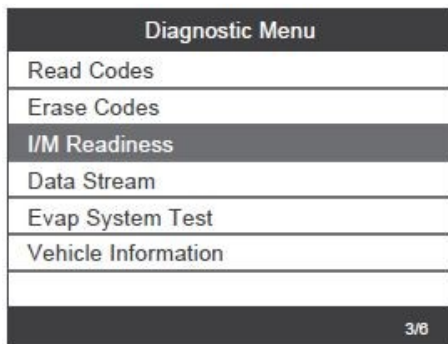 Diagnostic Menu
Read Codes
Erase Codes
I/M Readiness
Data Stream
Evap System Test
Vehicle Information
3/6